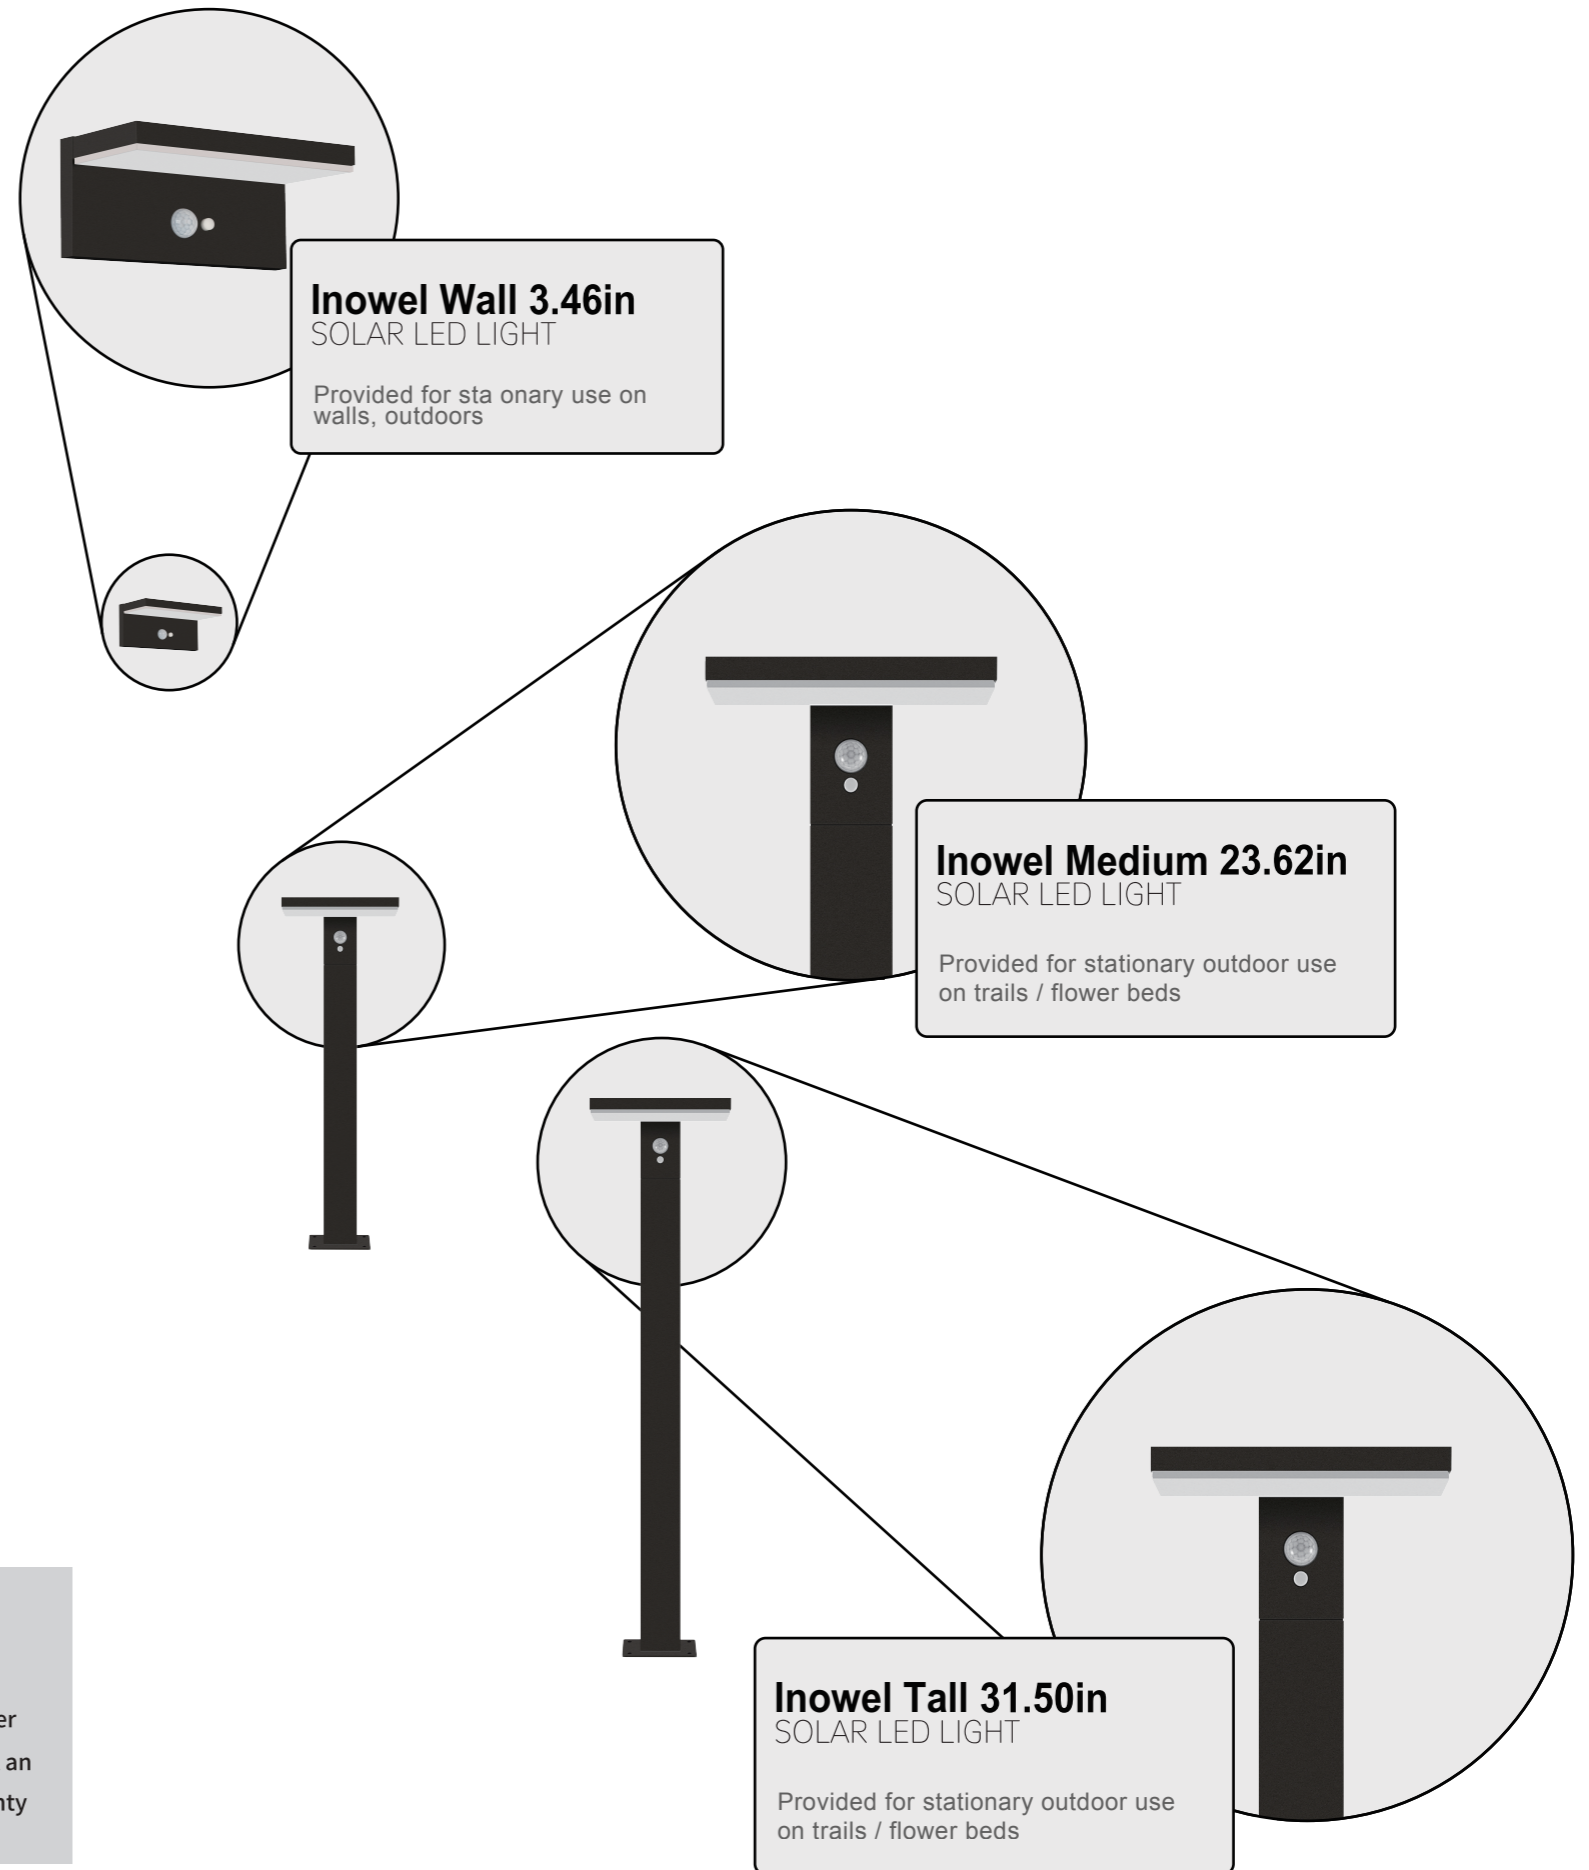 Inowel Wall 3.46in
SOLAR LED LIGHT
Provided for sta onary use on
walls, outdoors
Inowel Medium 23.62in
SOLAR LED LIGHT
Provided for stationary outdoor use
on trails / flower beds
er
an
nty
Inowel Tall 31.50in
SOLAR LED LIGHT
Provided for stationary outdoor use
on trails / flower beds